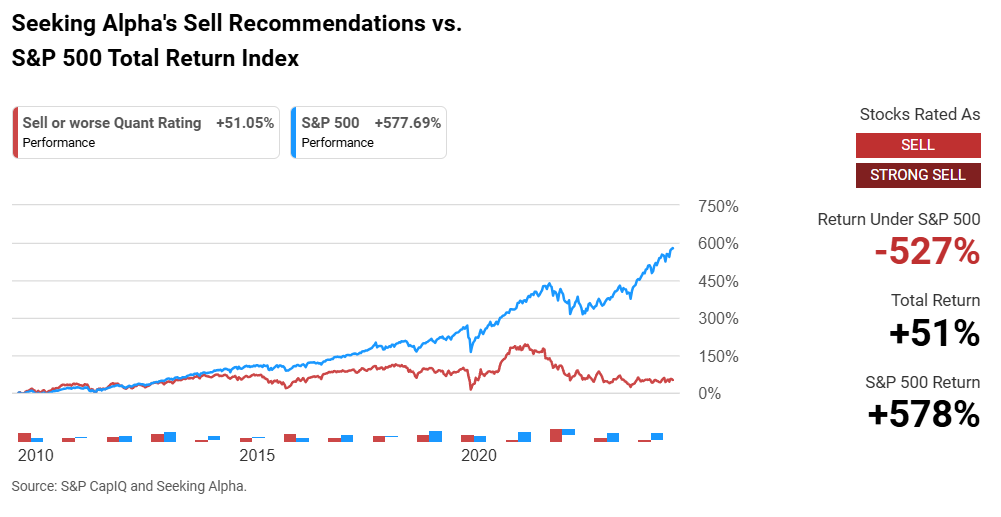 Seeking Alpha's Sell Recommendations vs.
S&P 500 Total Return Index
Sell or worse Quant Rating +51.05%
Performance
S&P 500 +577.69%
Performance
Stocks Rated As
SELL
STRONG SELL
Return Under S&P 500
-527%
Total Return
+51%
S&P 500 Return
+578%
750%
600%
450%
300%
150%
0%
2010 2015 2020
Source: S&P CapIQ and Seeking Alpha.